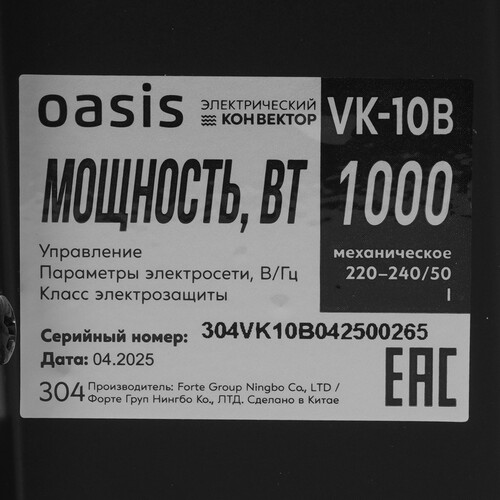 oasis ЭЛЕКТРИЧЕСКИЙ КОНВЕКТОР VK-10B
МОЩНОСТЬ, ВТ 1000
Управление механическое
Параметры электросети, В/Гц 220-240/50
Класс электрозащиты I
Серийный номер: 304VK10B042500265
Дата: 04.2025
EAC
304 Производитель: Forte Group Ningbo Co., LTD /
Форте Груп Нингбо Ко., ЛТД. Сделано в Китае